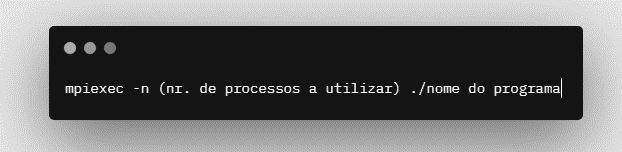 mpiexec -n (nr. de processos a utilizar) ./nome do programa